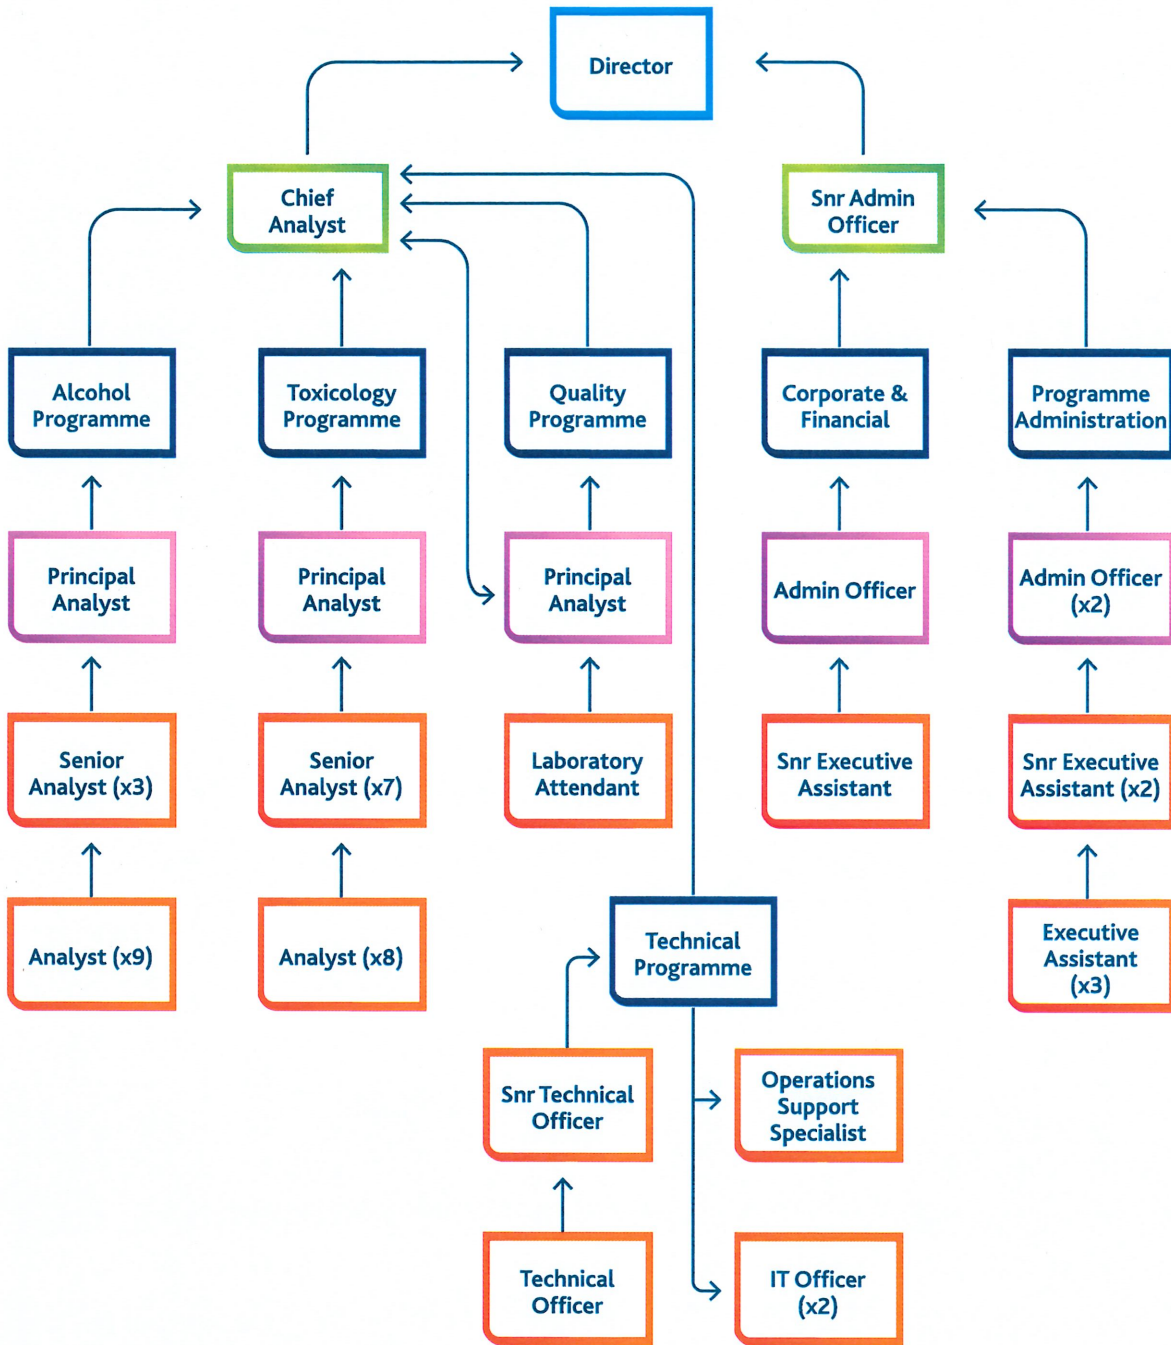 Director
Chief
Analyst
Snr Admin
Officer
Alcohol
Programme
Toxicology
Programme
Quality
Programme
Corporate &
Financial
Programme
Administration
Principal
Analyst
Principal
Analyst
Principal
Analyst
Admin Officer
Admin Officer
(x2)
Senior
Analyst (x3)
Senior
Analyst (x7)
Laboratory
Attendant
Snr Executive
Assistant
Snr Executive
Assistant (x2)
Analyst (x9)
Analyst (x8)
Technical
Programme
Executive
Assistant
(x3)
Snr Technical
Officer
Operations
Support
Specialist
Technical
Officer
IT Officer
(x2)